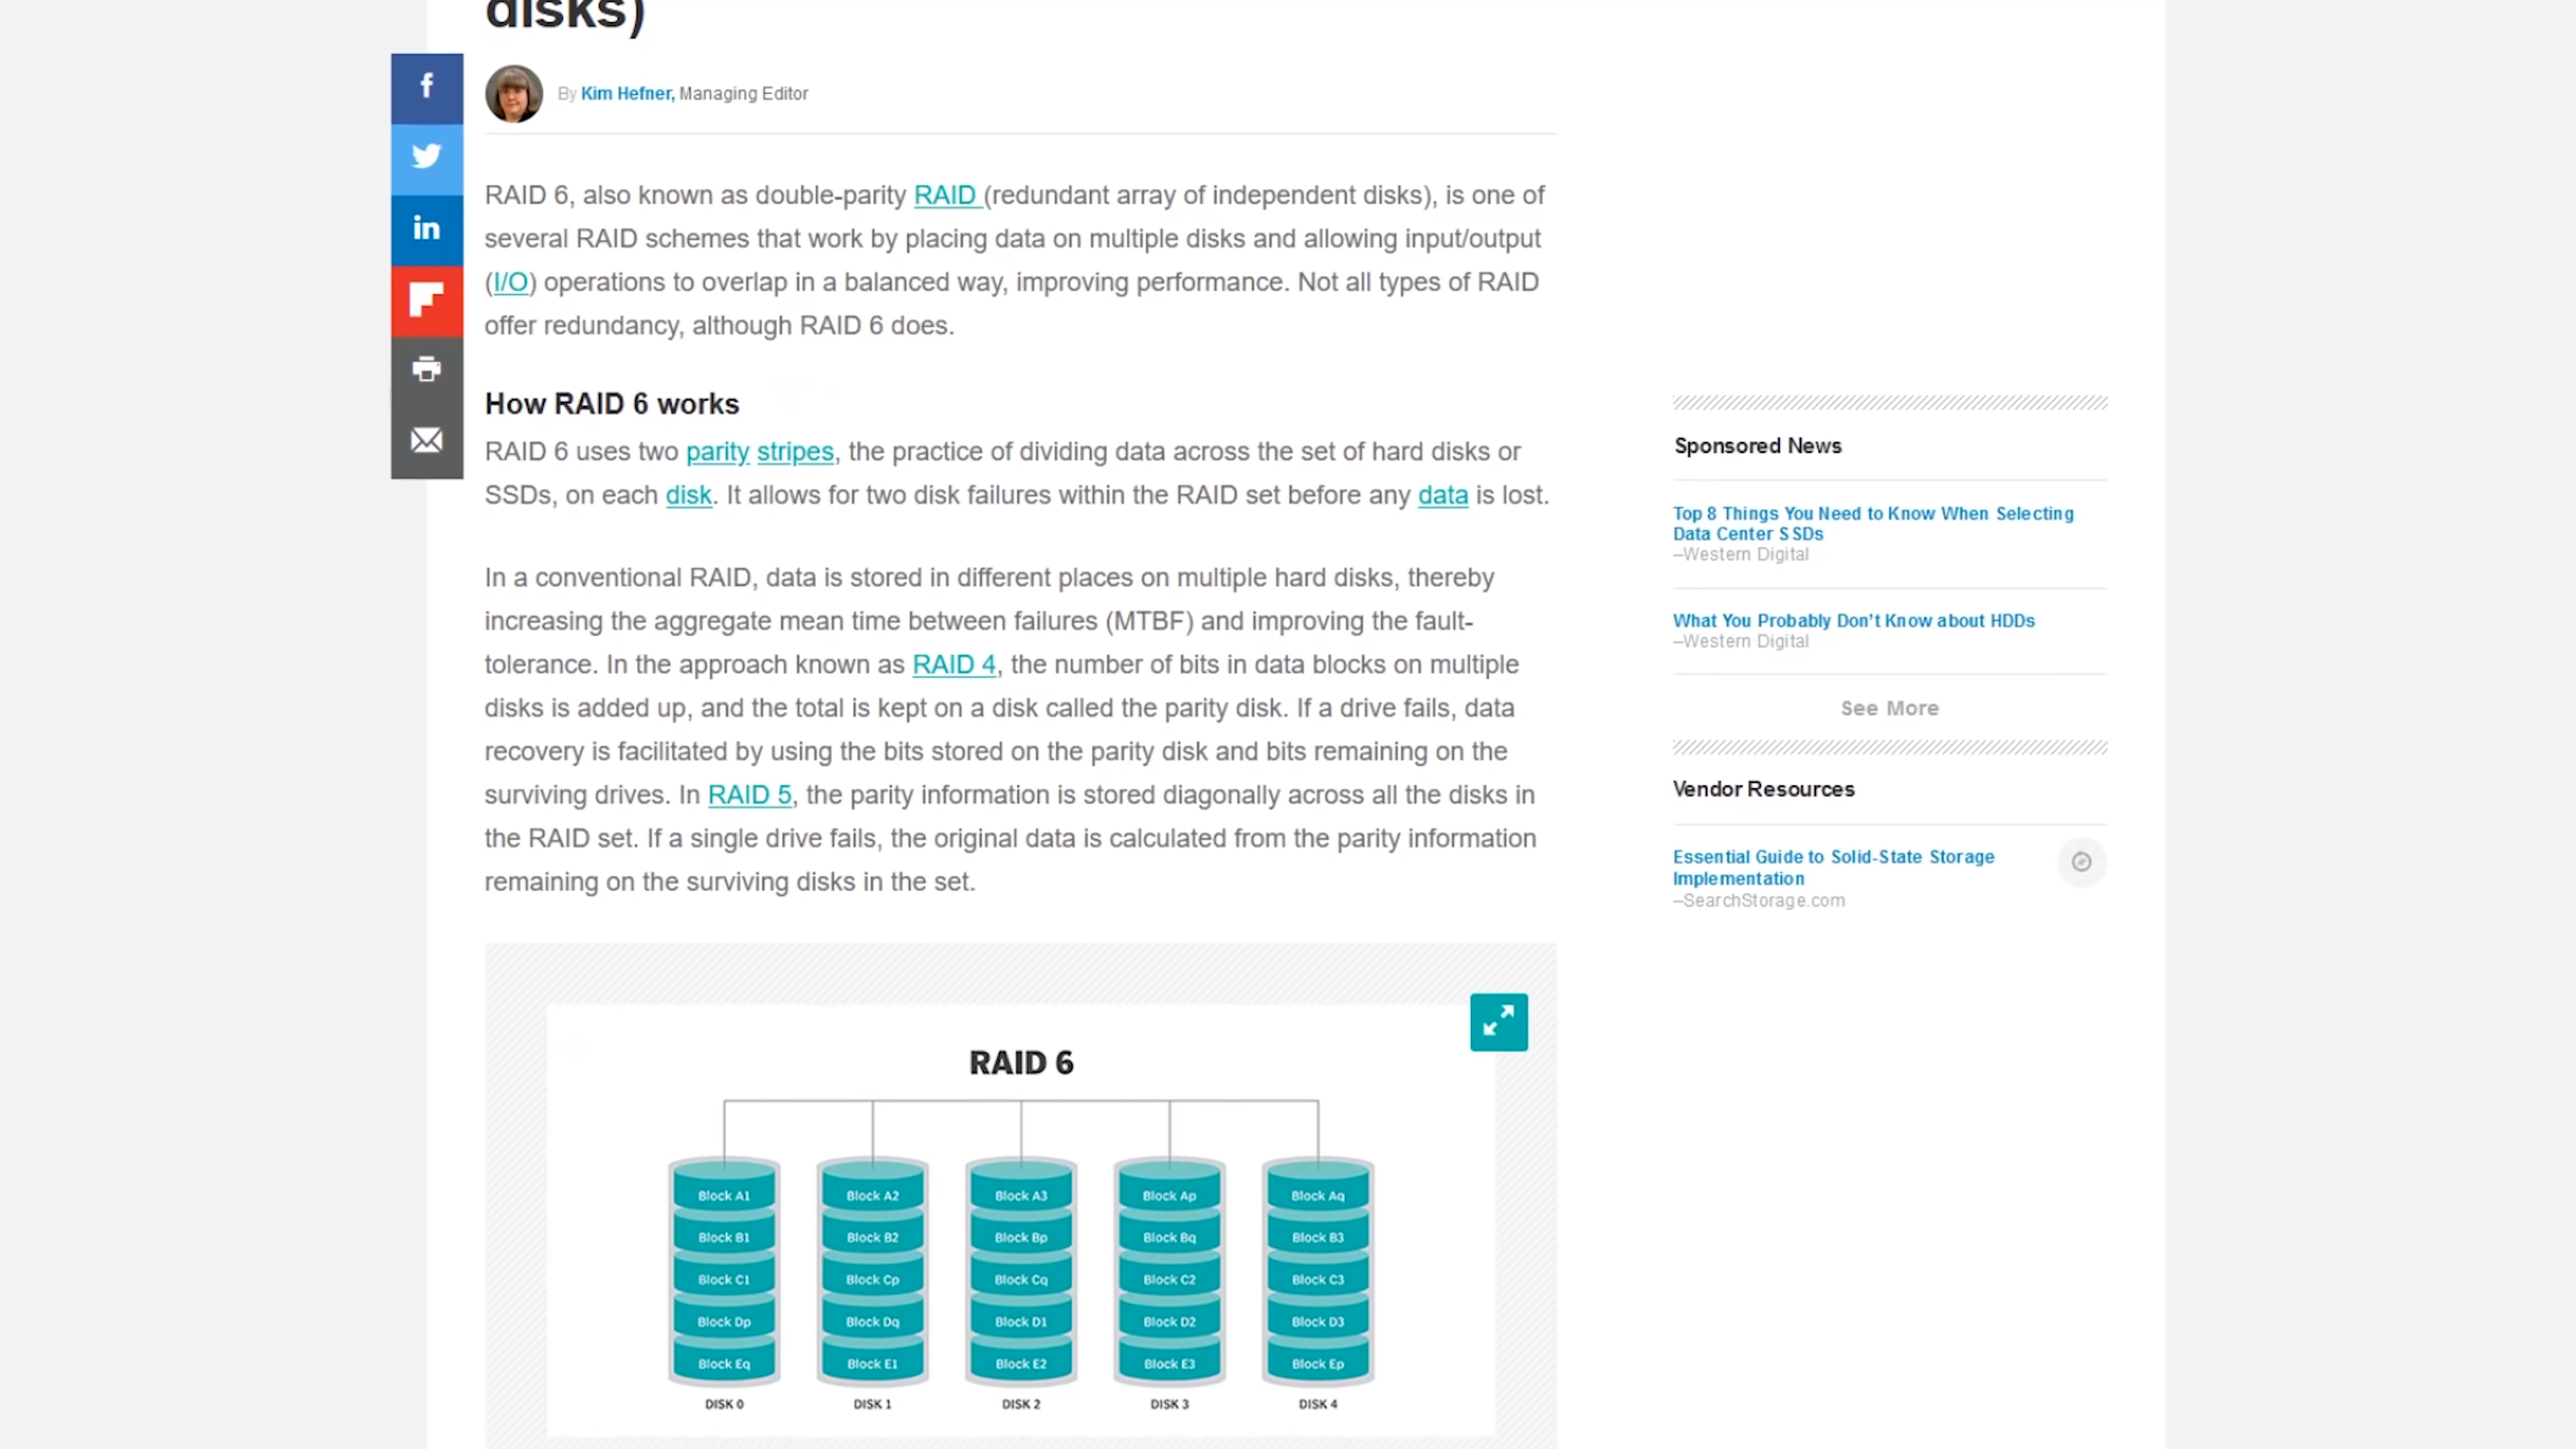 disks)
f
By Kim Hefner, Managing Editor
in
RAID 6, also known as double-parity RAID (redundant array of independent disks), is one of
several RAID schemes that work by placing data on multiple disks and allowing input/output
(I/O) operations to overlap in a balanced way, improving performance. Not all types of RAID
offer redundancy, although RAID 6 does.
How RAID 6 works
RAID 6 uses two parity stripes, the practice of dividing data across the set of hard disks or
SSDs, on each disk. It allows for two disk failures within the RAID set before any data is lost.
In a conventional RAID, data is stored in different places on multiple hard disks, thereby
increasing the aggregate mean time between failures (MTBF) and improving the fault-
tolerance. In the approach known as RAID 4, the number of bits in data blocks on multiple
disks is added up, and the total is kept on a disk called the parity disk. If a drive fails, data
recovery is facilitated by using the bits stored on the parity disk and bits remaining on the
surviving drives. In RAID 5, the parity information is stored diagonally across all the disks in
the RAID set. If a single drive fails, the original data is calculated from the parity information
remaining on the surviving disks in the set.
Sponsored News
Top 8 Things You Need to Know When Selecting
Data Center SSDs
–Western Digital
What You Probably Don't Know about HDDs
–Western Digital
See More
Vendor Resources
Essential Guide to Solid-State Storage
Implementation
–SearchStorage.com
RAID 6
Block A1 Block A2 Block A3 Block Ap Block Aq
Block B1 Block B2 Block Bp Block Bq Block B3
Block C1 Block Cp Block Cq Block C2 Block C3
Block Dp Block Dq Block D1 Block D2 Block D3
Block Eq Block E1 Block E2 Block E3 Block Ep
DISK 0 DISK 1 DISK 2 DISK 3 DISK 4